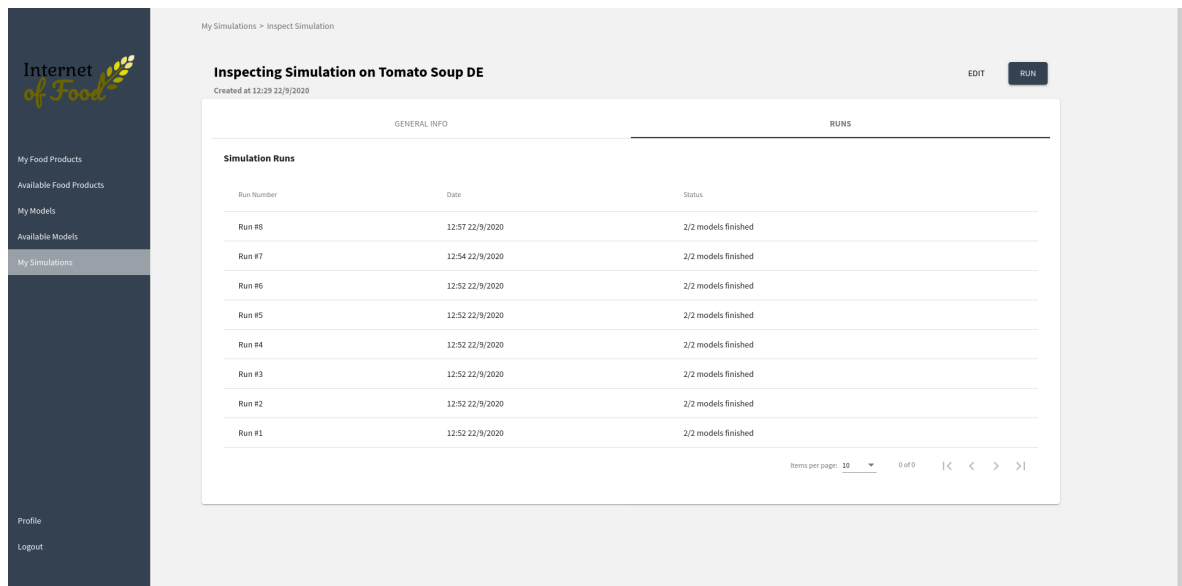 Internet
of Food
My Food Products
Available Food Products
My Models
Available Models
My Simulations
Profile
Logout
My Simulations > Inspect Simulation
Inspecting Simulation on Tomato Soup DE
Created at 12:29 22/9/2020
EDIT
RUN
GENERAL INFO
RUNS
Simulation Runs
Run Number Date Status
Run #8 12:57 22/9/2020 2/2 models finished
Run #7 12:54 22/9/2020 2/2 models finished
Run #6 12:52 22/9/2020 2/2 models finished
Run #5 12:52 22/9/2020 2/2 models finished
Run #4 12:52 22/9/2020 2/2 models finished
Run #3 12:52 22/9/2020 2/2 models finished
Run #2 12:52 22/9/2020 2/2 models finished
Run #1 12:52 22/9/2020 2/2 models finished
Items per page: 10 0 of 0